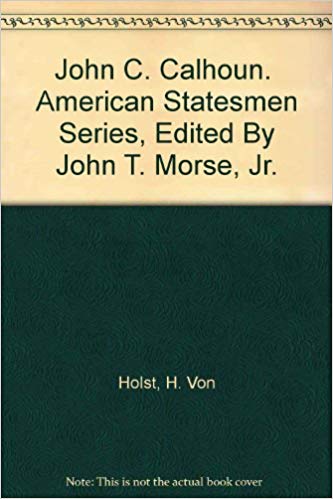 John C. Calhoun.
American Statesmen
Series, Edited By
John T. Morse, Jr.
Holst, H. Von
Note: This is not the actual book cover